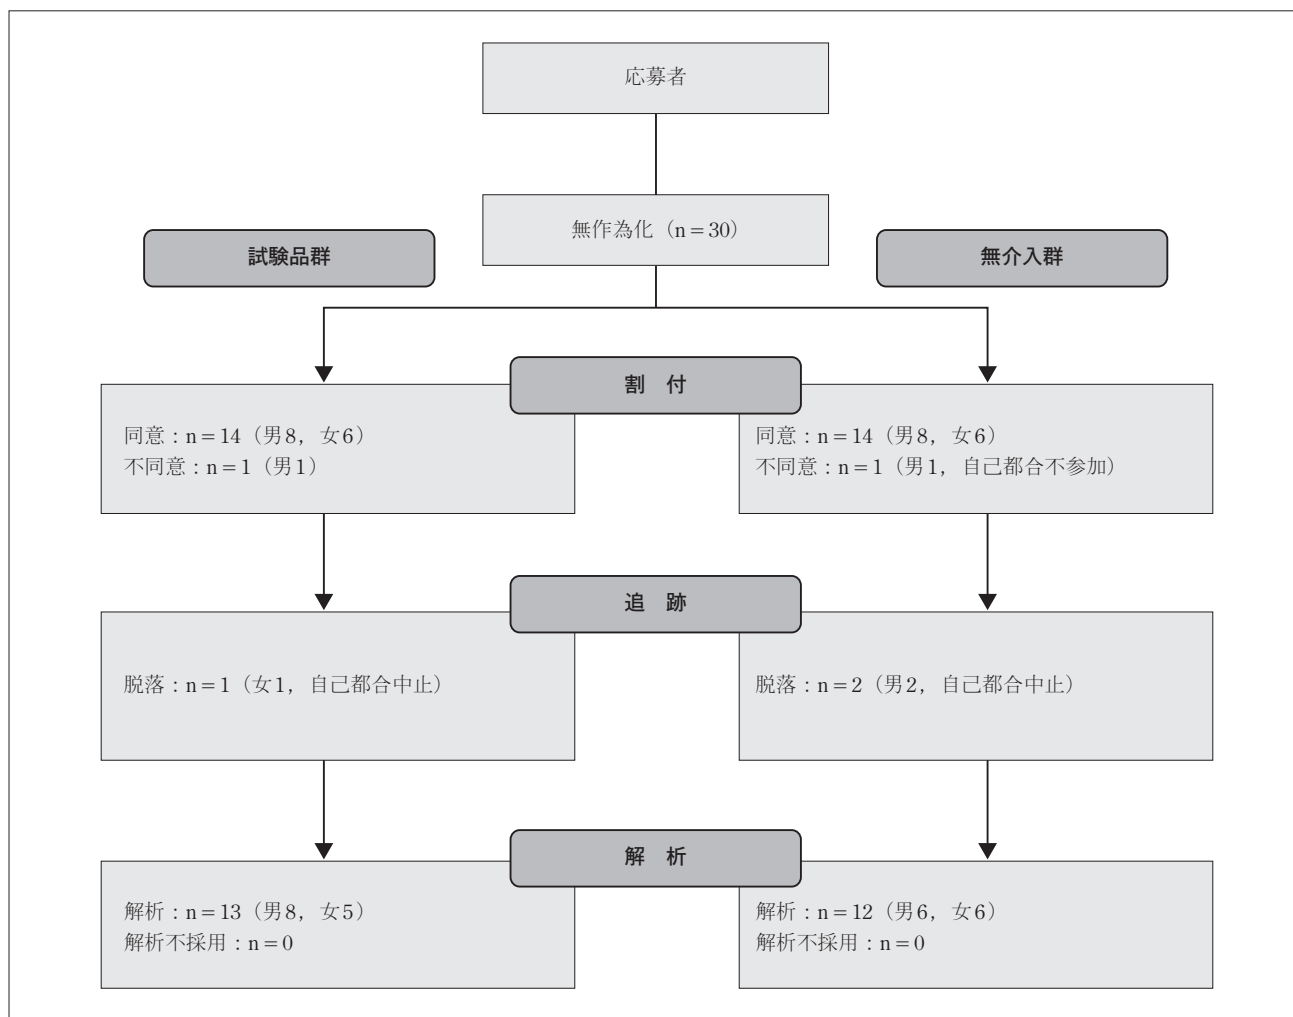 応募者
無作為化（n＝30）
試験品群
無介入群
割　付
同意：n＝14（男8，女6）
不同意：n＝1（男1）
同意：n＝14（男8，女6）
不同意：n＝1（男1，自己都合不参加）
追　跡
脱落：n＝1（女1，自己都合中止）
脱落：n＝2（男2，自己都合中止）
解　析
解析：n＝13（男8，女5）
解析不採用：n＝0
解析：n＝12（男6，女6）
解析不採用：n＝0